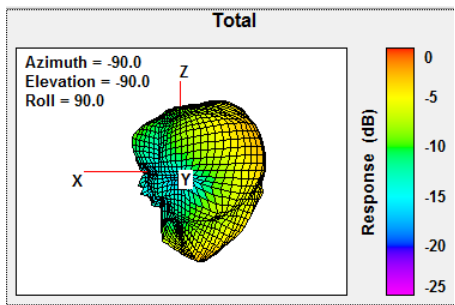 Total
Azimuth = -90.0
Elevation = -90.0
Roll = 90.0
Z
X
Y
0
-5
-10
-15
-20
-25
Response (dB)